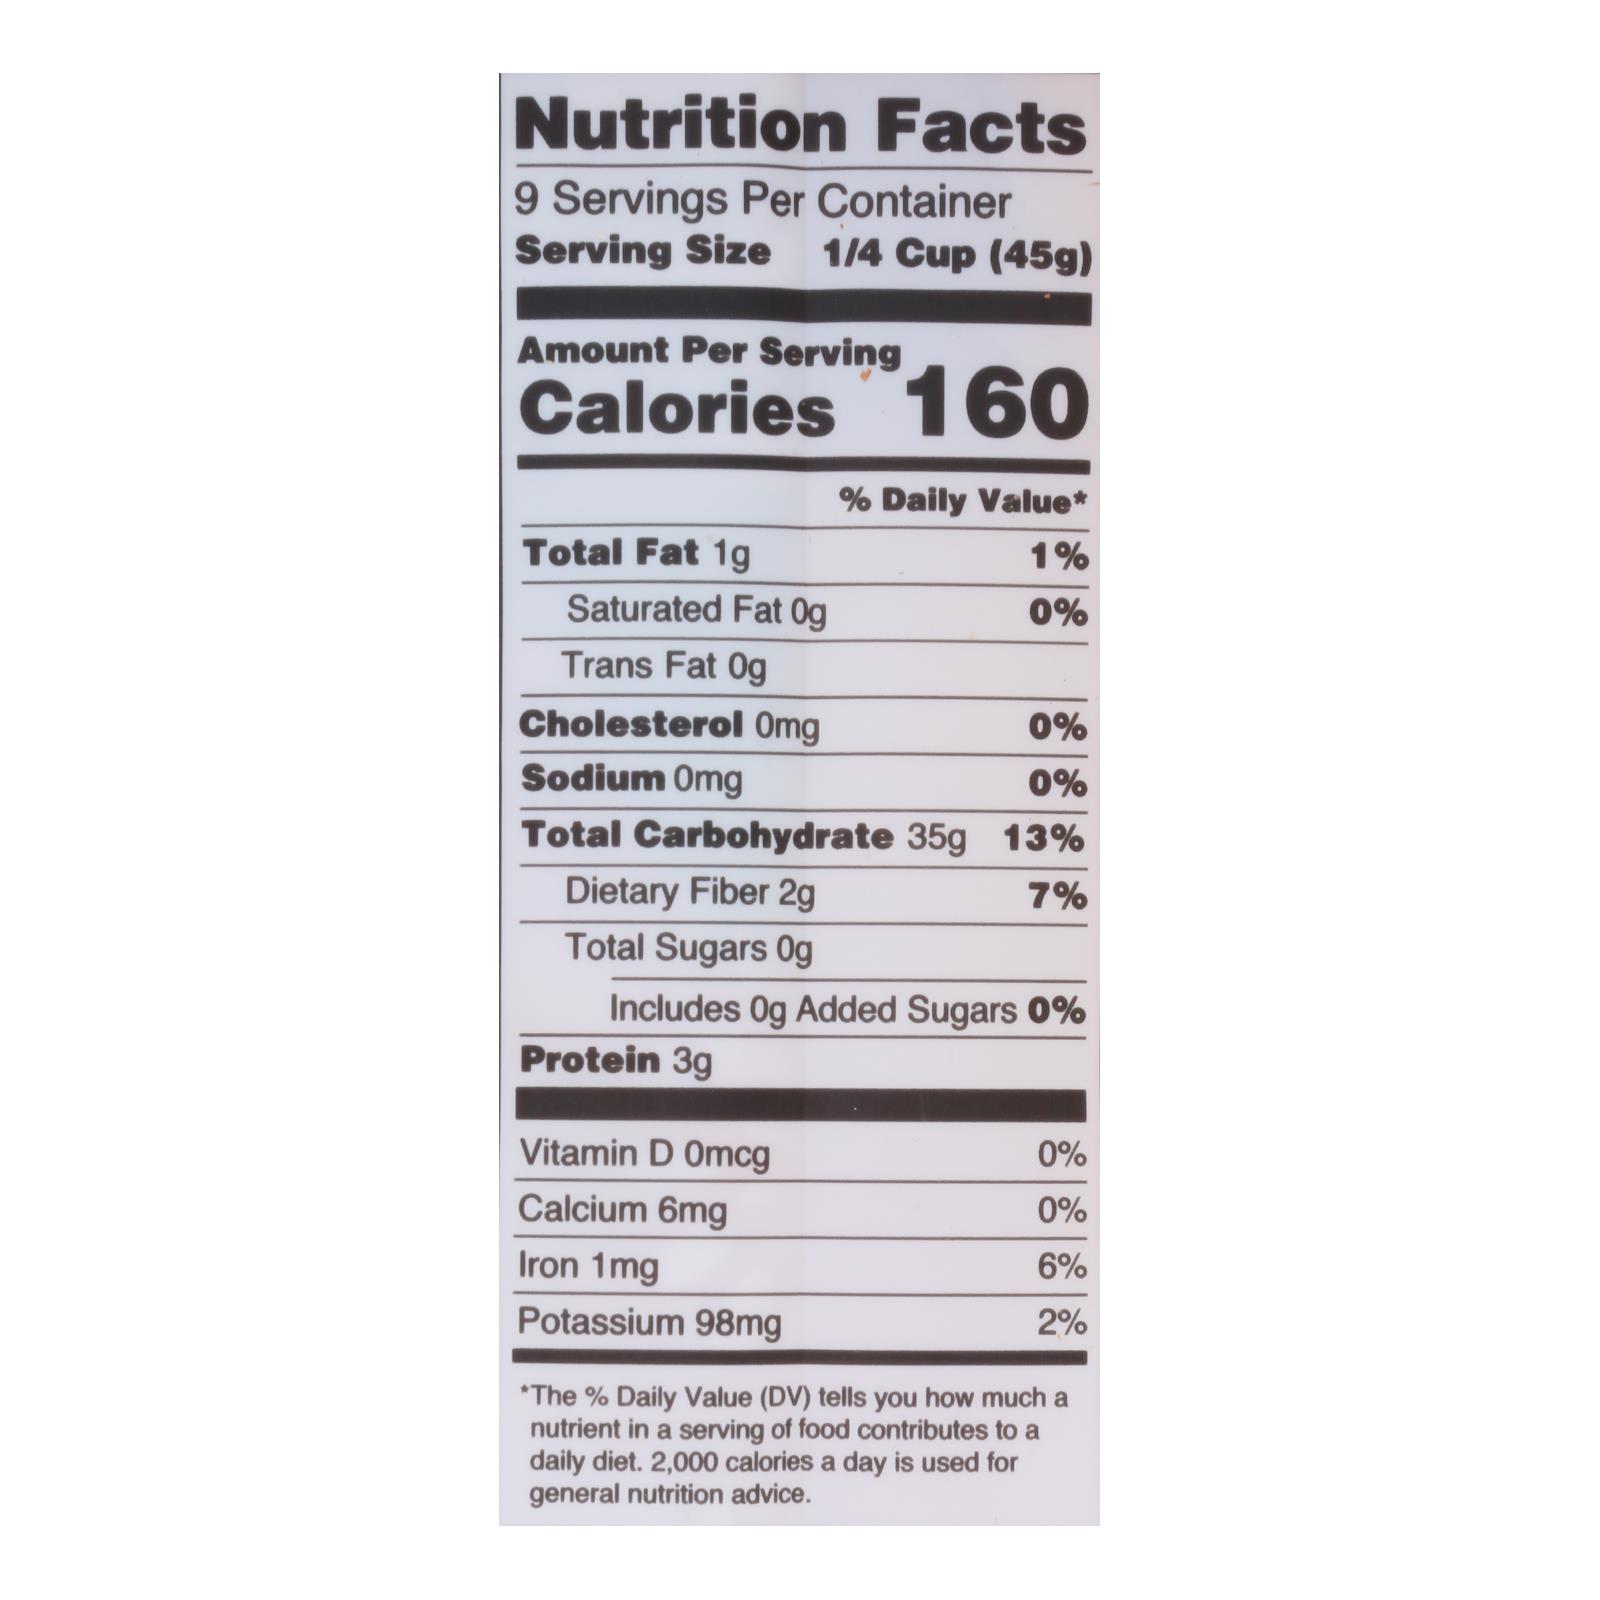 Nutrition Facts
9 Servings Per Container
Serving Size 1/4 Cup (45g)
Amount Per Serving
Calories 160
% Daily Value*
Total Fat 1g 1%
Saturated Fat 0g 0%
Trans Fat 0g
Cholesterol 0mg 0%
Sodium 0mg 0%
Total Carbohydrate 35g 13%
Dietary Fiber 2g 7%
Total Sugars 0g
Includes 0g Added Sugars 0%
Protein 3g
Vitamin D 0mcg 0%
Calcium 6mg 0%
Iron 1mg 6%
Potassium 98mg 2%
*The % Daily Value (DV) tells you how much a
nutrient in a serving of food contributes to a
daily diet. 2,000 calories a day is used for
general nutrition advice.